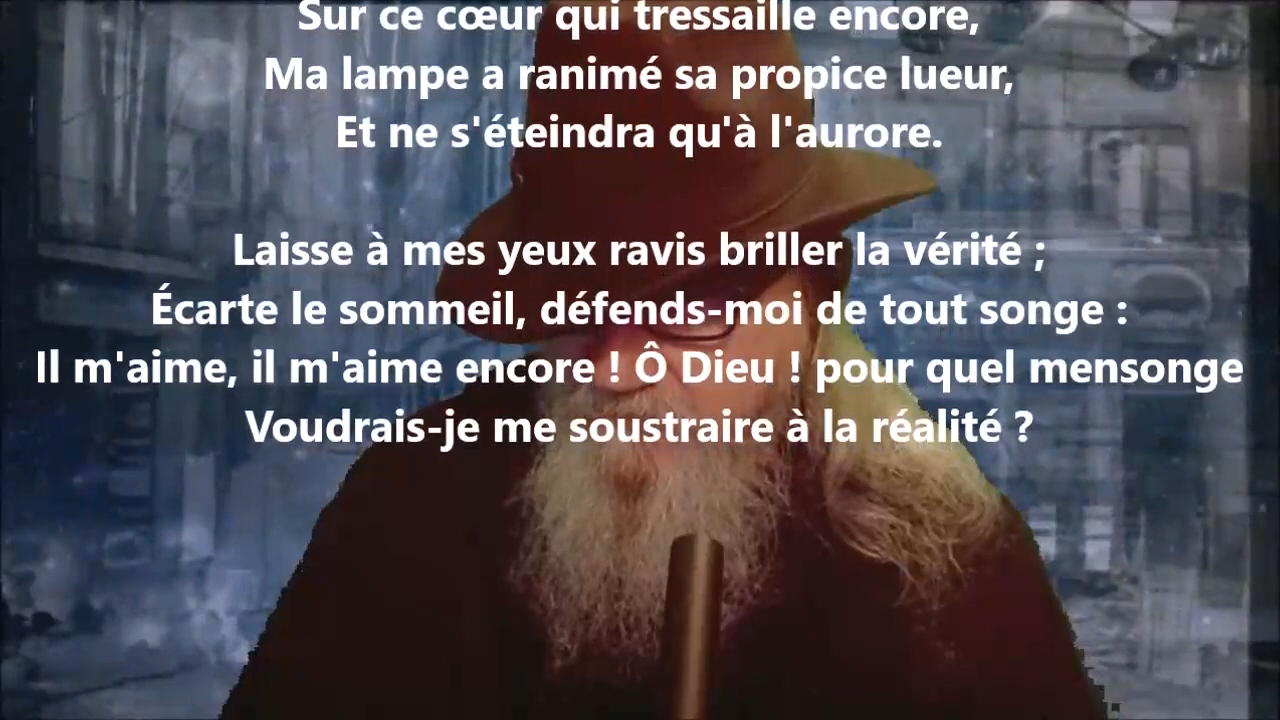 Sur ce cœur qui tressaille encore,
Ma lampe a ranimé sa propice lueur,
Et ne s'éteindra qu'à l'aurore.
Laisse à mes yeux ravis briller la vérité ;
Écarte le sommeil, défends-moi de tout songe :
Il m'aime, il m'aime encore ! Ô Dieu ! pour quel mensonge
Voudrais-je me soustraire à la réalité ?